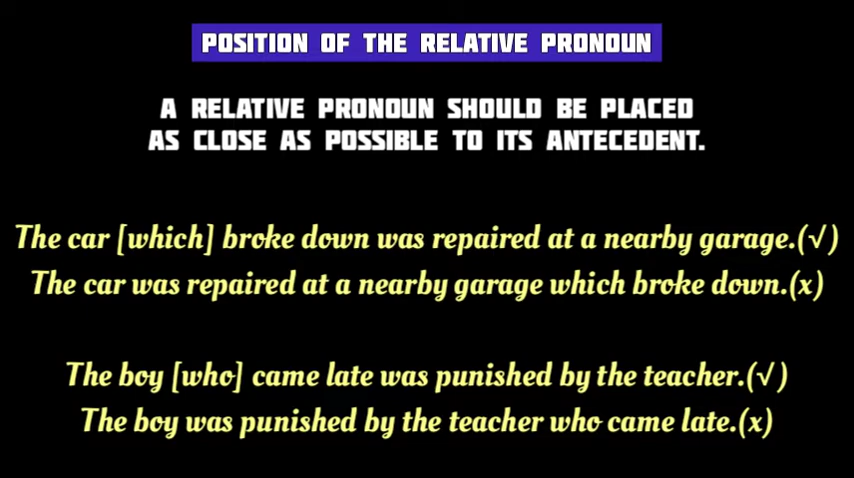 POSITION OF THE RELATIVE PRONOUN
A RELATIVE PRONOUN SHOULD BE PLACED
AS CLOSE AS POSSIBLE TO ITS ANTECEDENT.
The car [which] broke down was repaired at a nearby garage.(√)
The car was repaired at a nearby garage which broke down.(x)
The boy [who] came late was punished by the teacher.(√)
The boy was punished by the teacher who came late.(x)